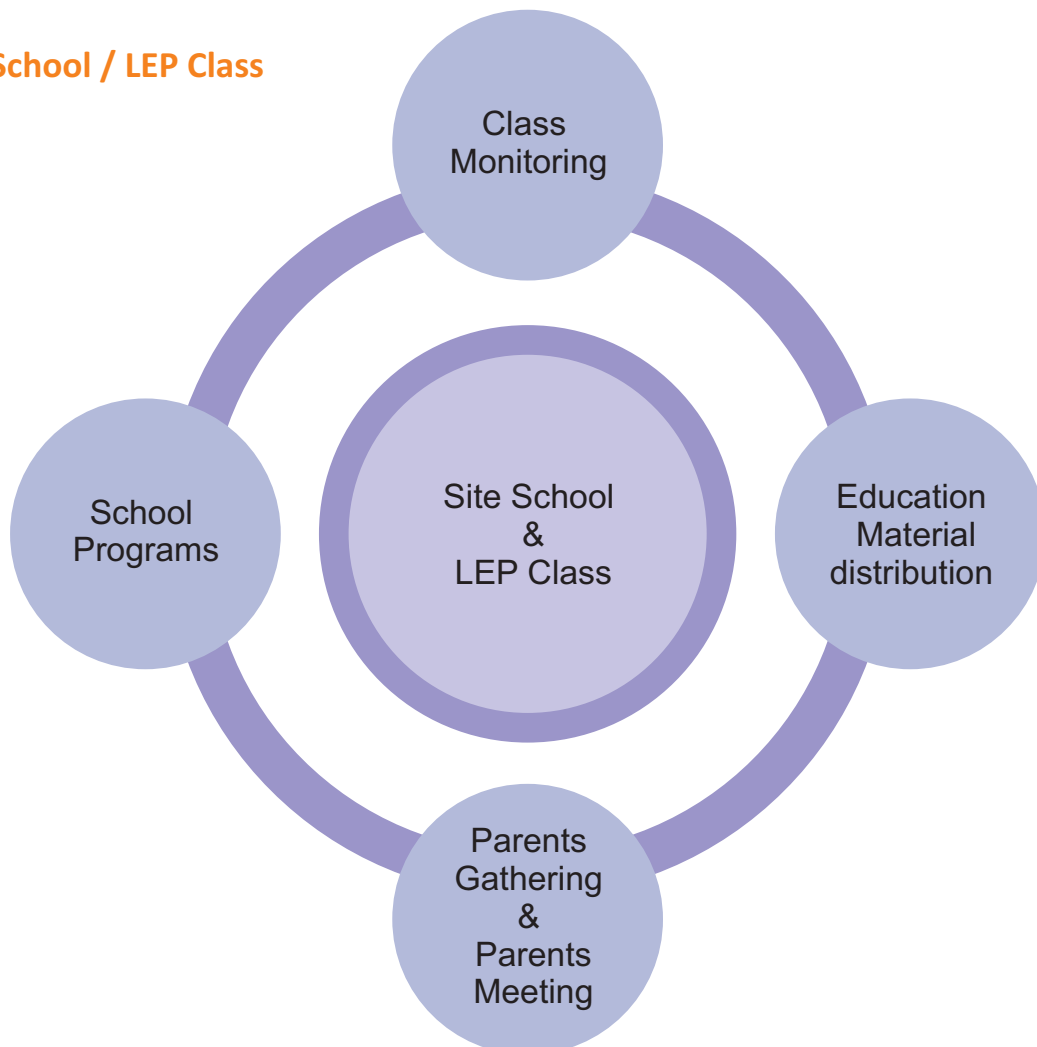 School / LEP Class
Class
Monitoring
School
Programs
Site School
&
LEP Class
Education
Material
distribution
Parents
Gathering
&
Parents
Meeting